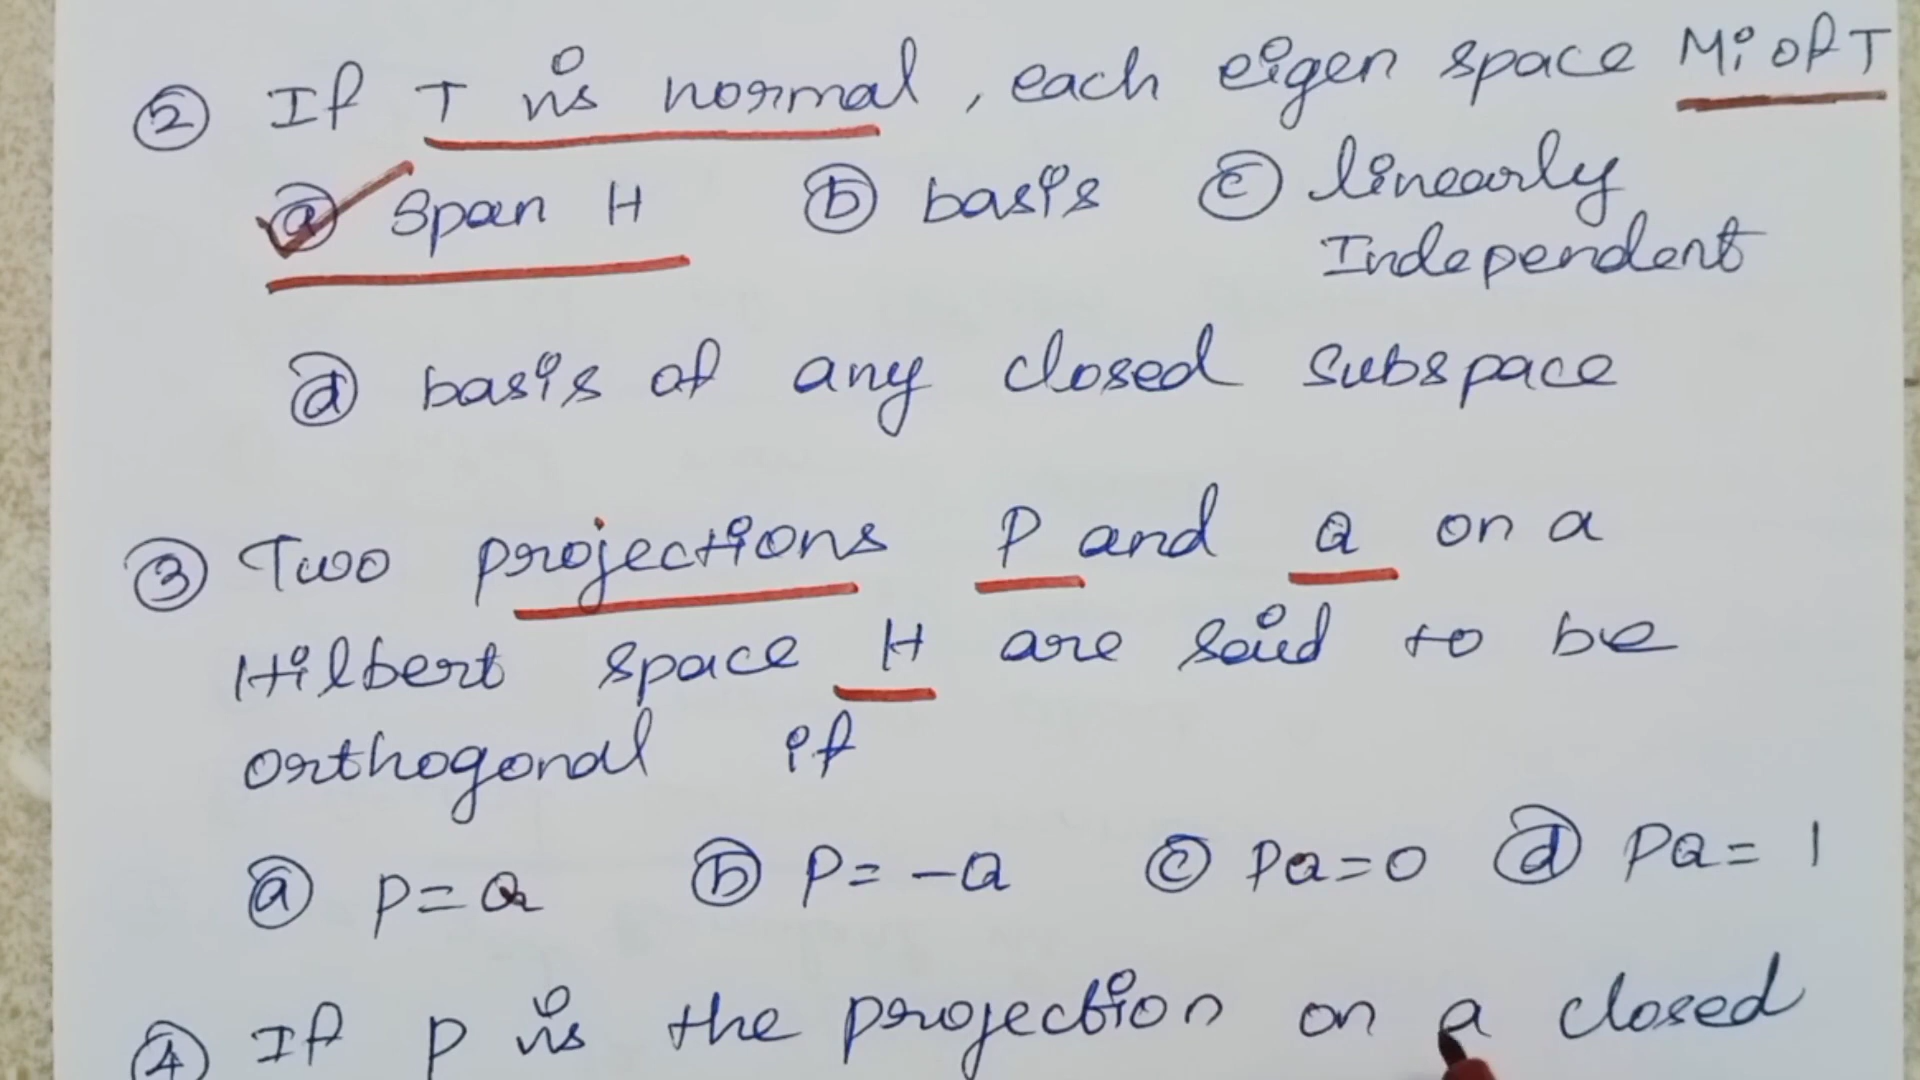 ② If T is normal, each eigen space Mi of T
ⓐ Span H ⓑ basis ⓒ linearly
Independent
ⓓ basis of any closed subspace
③ Two projections P and Q on a
Hilbert space H are said to be
orthogonal if
ⓐ P=Q ⓑ P= -Q ⓒ PQ=0 ⓓ PQ= 1
④ If P is the projection on a closed